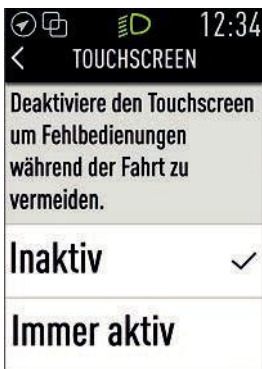 12:34
TOUCHSCREEN
Deaktiviere den Touchscreen
um Fehlbedienungen
während der Fahrt zu
vermeiden.
Inaktiv
Immer aktiv